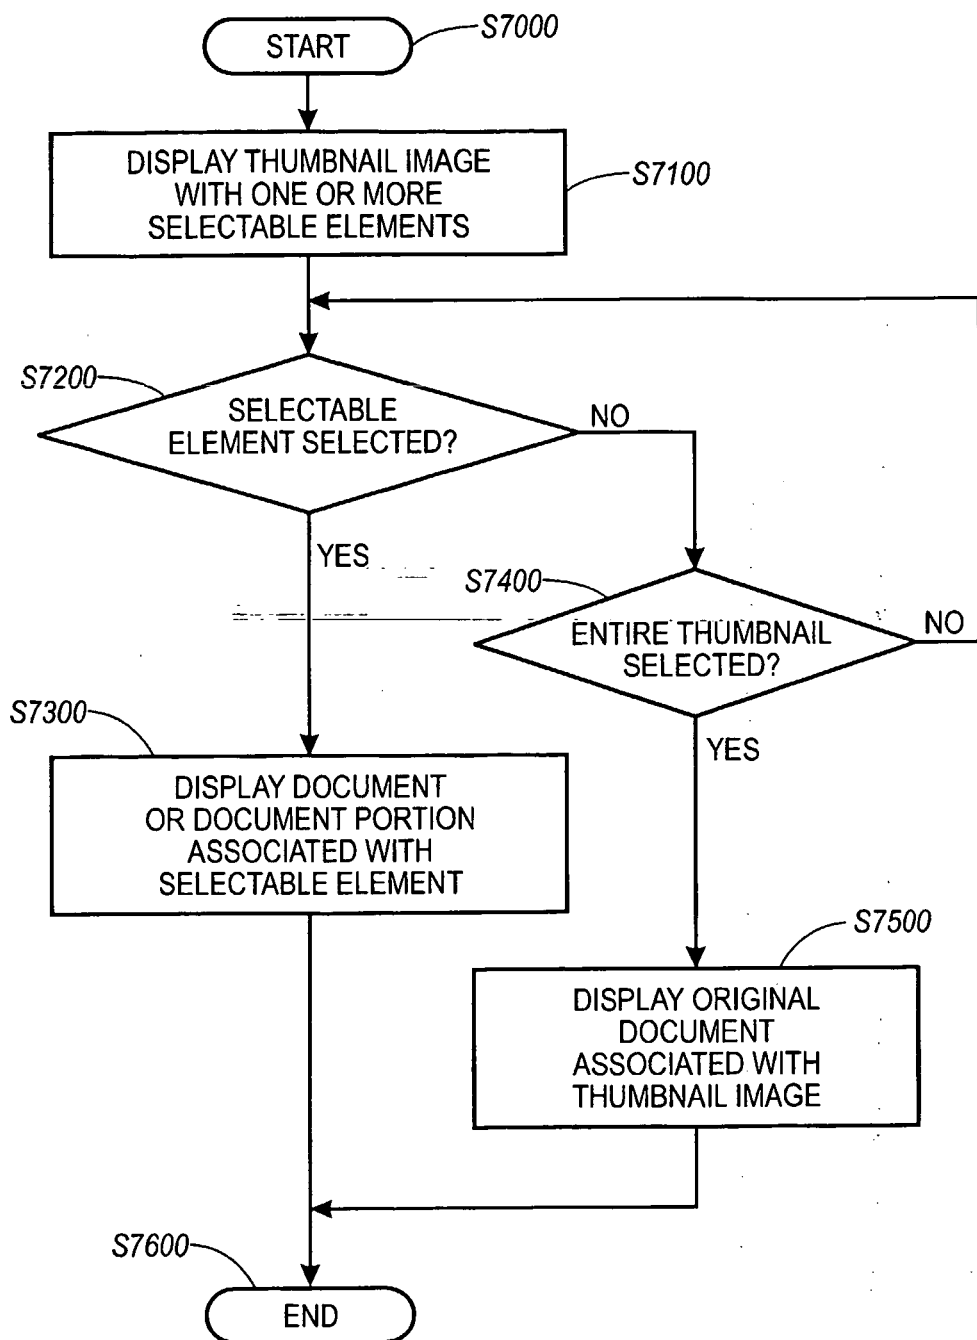 START
S7000
DISPLAY THUMBNAIL IMAGE
WITH ONE OR MORE
SELECTABLE ELEMENTS
S7100
S7200
SELECTABLE
ELEMENT SELECTED?
NO
YES
S7400
ENTIRE THUMBNAIL
SELECTED?
NO
YES
S7300
DISPLAY DOCUMENT
OR DOCUMENT PORTION
ASSOCIATED WITH
SELECTABLE ELEMENT
S7500
DISPLAY ORIGINAL
DOCUMENT
ASSOCIATED WITH
THUMBNAIL IMAGE
S7600
END